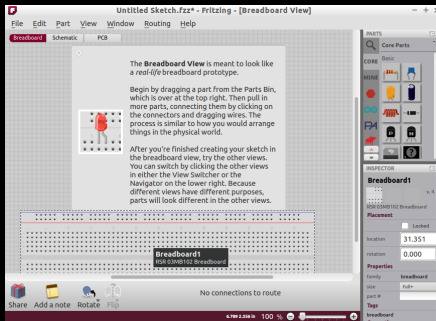 Untitled Sketch.fzz* - Fritzing - [Breadboard View]
File Edit Part View Window Routing Help
Breadboard Schematic PCB
The Breadboard View is meant to look like
a real-life breadboard prototype.
Begin by dragging a part from the Parts Bin,
which is over at the top right. Then pull in
more parts, connecting them by clicking on
the connectors and dragging wires. The
process is similar to how you would arrange
things in the physical world.
After you're finished creating your sketch in
the breadboard view, try the other views.
You can switch by clicking the other views
in either the View Switcher or the
Navigator on the lower right. Because
different views have different purposes,
parts will look different in the other views.
Breadboard1
RSR 03MB102 Breadboard
Share Add a note Rotate Flip
No connections to route
100 %
PARTS
Core Parts
CORE Basic
MINE
INSPECTOR
Breadboard1
RSR 03MB102 Breadboard
Placement
Locked
location 31.351
rotation 0.000
Properties
family breadboard
size Full+
part #
Tags
breadboard